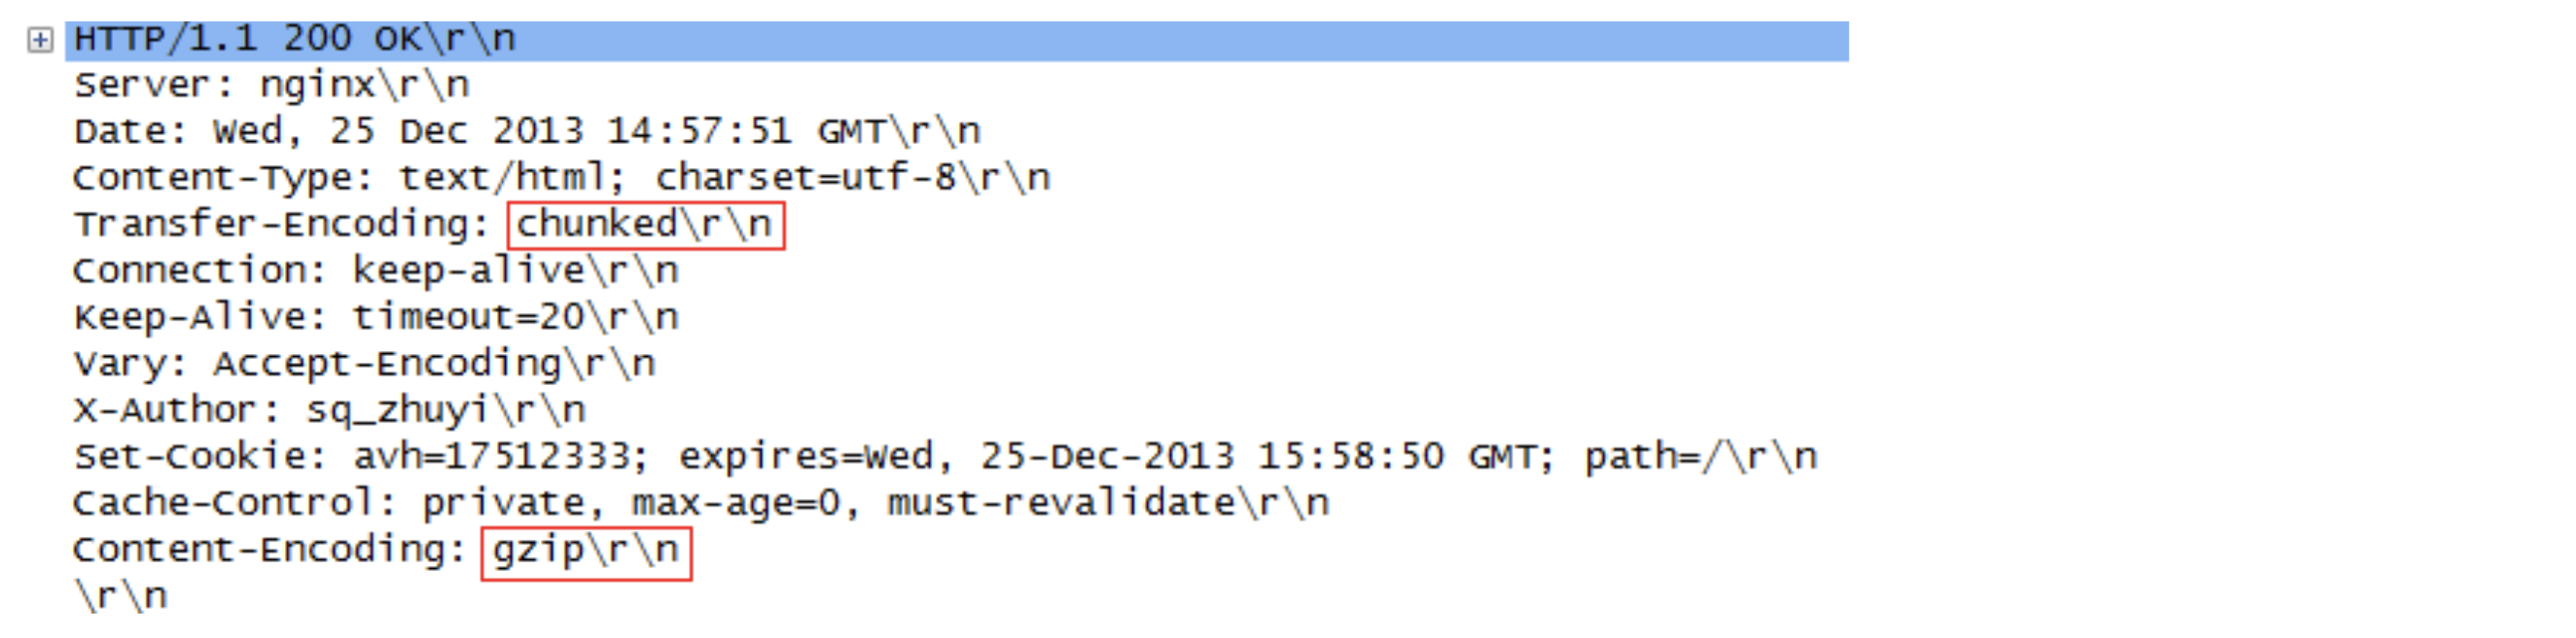 HTTP/1.1 200 OK\r\n
Server: nginx\r\n
Date: Wed, 25 Dec 2013 14:57:51 GMT\r\n
Content-Type: text/html; charset=utf-8\r\n
Transfer-Encoding: chunked\r\n
Connection: keep-alive\r\n
Keep-Alive: timeout=20\r\n
Vary: Accept-Encoding\r\n
X-Author: sq_zhuyi\r\n
Set-Cookie: avh=17512333; expires=Wed, 25-Dec-2013 15:58:50 GMT; path=/\r\n
Cache-Control: private, max-age=0, must-revalidate\r\n
Content-Encoding: gzip\r\n
\r\n